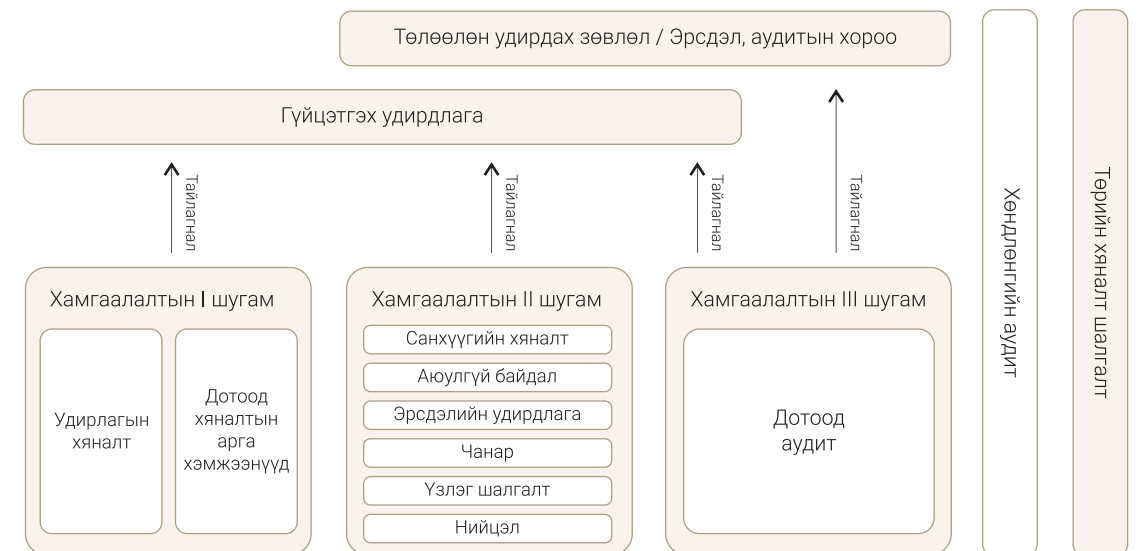 Төлөөлөн удирдах зөвлөл / Эрсдэл, аудитын хороо
Гүйцэтгэх удирдлага
Тайлагнал
Тайлагнал
Тайлагнал
Тайлагнал
Хамгаалалтын I шугам
Удирлагын
хяналт
Дотоод
хяналтын
арга
хэмжээнүүд
Хамгаалалтын II шугам
Санхүүгийн хяналт
Аюулгүй байдал
Эрсдэлийн удирдлага
Чанар
Үзлэг шалгалт
Нийцэл
Хамгаалалтын III шугам
Дотоод
аудит
Хөндлөнгийн аудит
Төрийн хяналт шалгалт